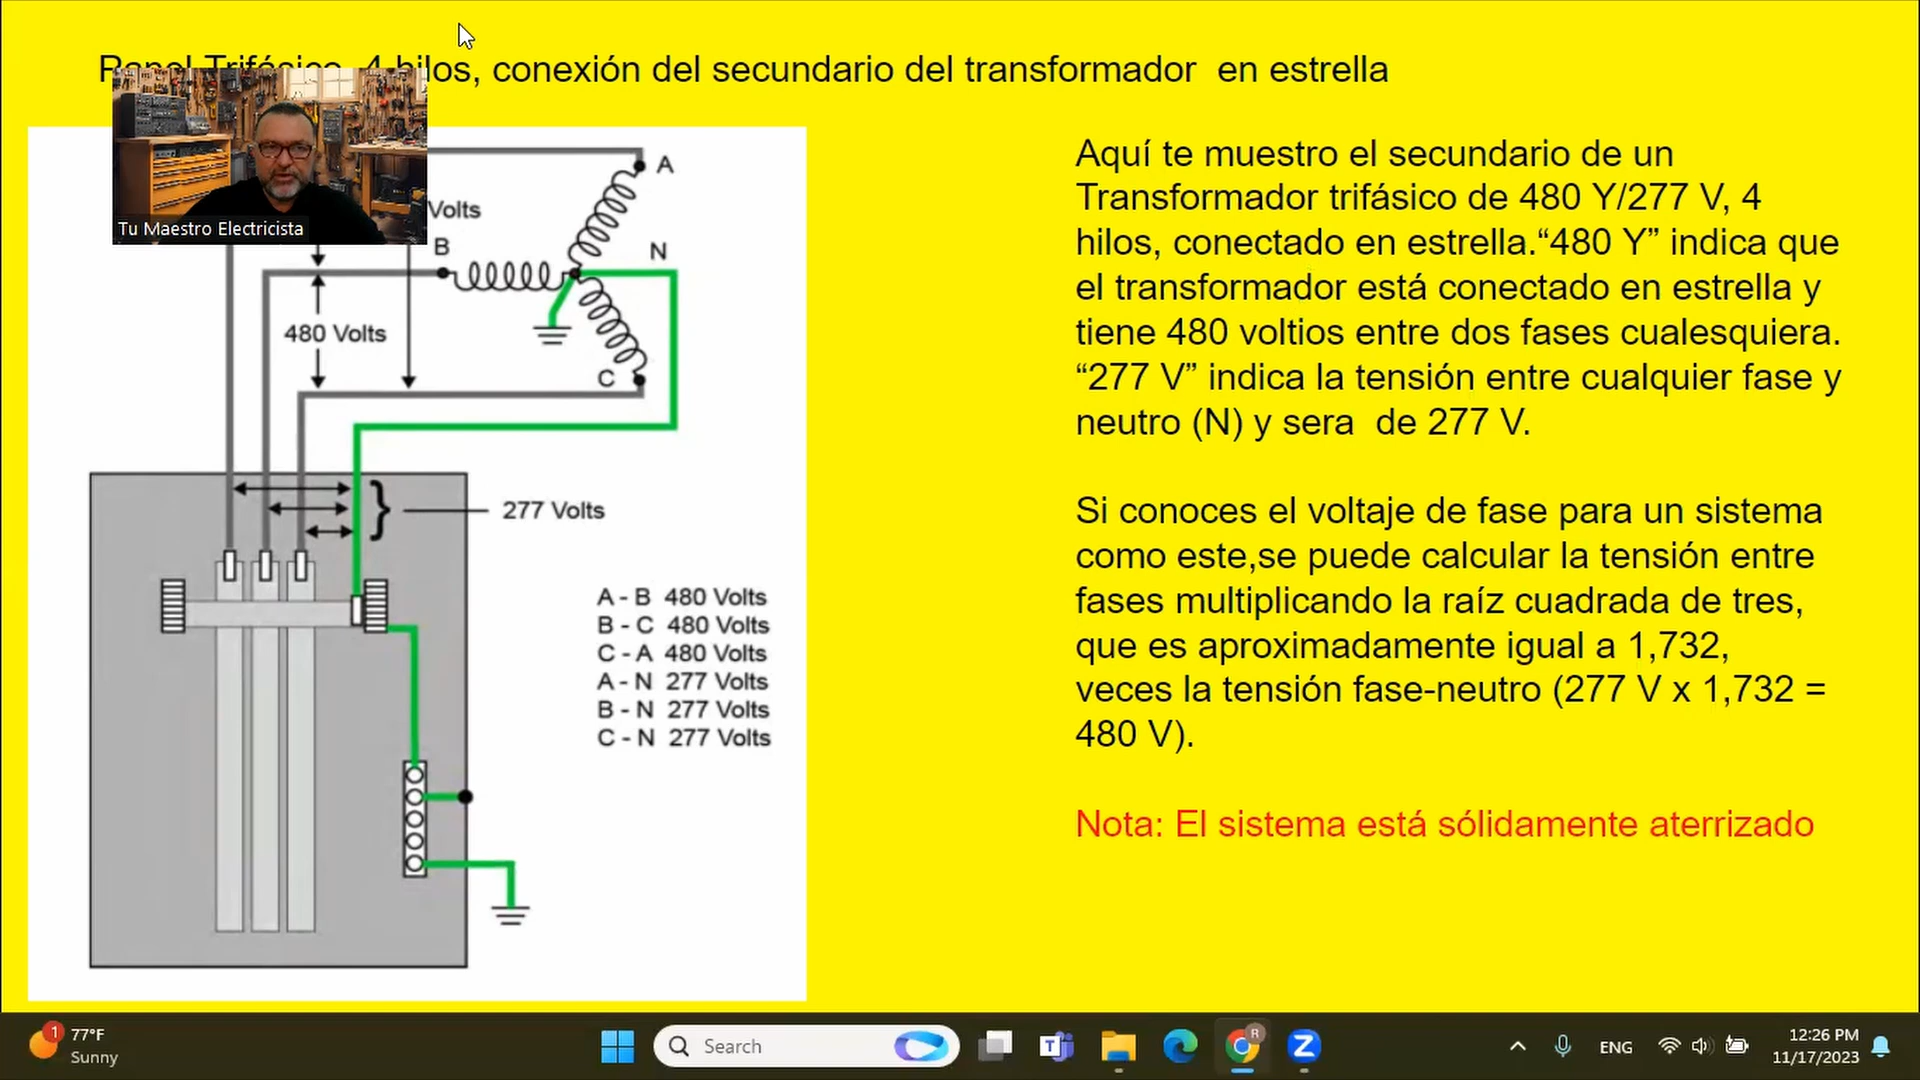 Panel Trifásico, 4 hilos, conexión del secundario del transformador en estrella
Tu Maestro Electricista
Volts
A
B
N
480 Volts
C
277 Volts
A - B 480 Volts
B - C 480 Volts
C - A 480 Volts
A - N 277 Volts
B - N 277 Volts
C - N 277 Volts
Aquí te muestro el secundario de un
Transformador trifásico de 480 Y/277 V, 4
hilos, conectado en estrella.“480 Y” indica que
el transformador está conectado en estrella y
tiene 480 voltios entre dos fases cualesquiera.
“277 V” indica la tensión entre cualquier fase y
neutro (N) y sera de 277 V.
Si conoces el voltaje de fase para un sistema
como este,se puede calcular la tensión entre
fases multiplicando la raíz cuadrada de tres,
que es aproximadamente igual a 1,732,
veces la tensión fase-neutro (277 V x 1,732 =
480 V).
Nota: El sistema está sólidamente aterrizado
1
77°F
Sunny
Search
T
R
Z
ENG
12:26 PM
11/17/2023